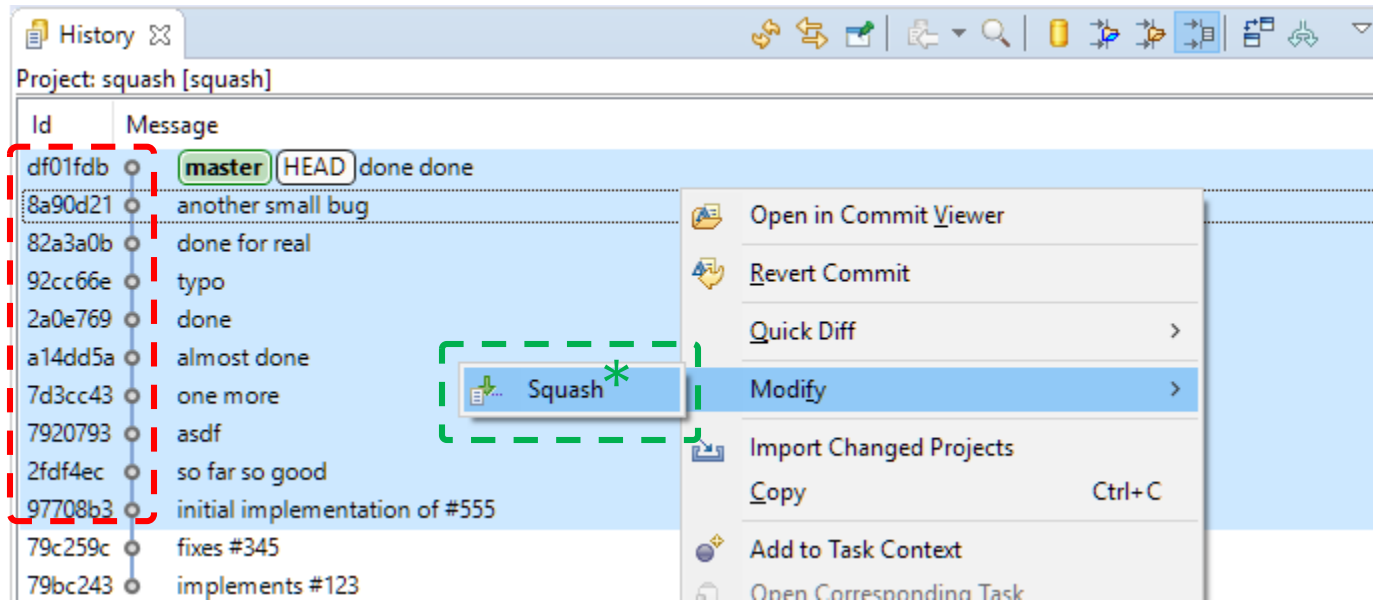 History
Project: squash [squash]
Id Message
df01fdb master HEAD done done
8a90d21 another small bug
Open in Commit Viewer
82a3a0b done for real
92cc66e typo
Revert Commit
2a0e769 done
Quick Diff
a14dd5a almost done
7d3cc43 one more
Squash*
Modify
7920793 asdf
Import Changed Projects
2fdf4ec so far so good
Copy Ctrl+C
97708b3 initial implementation of #555
79c259c fixes #345
Add to Task Context
79bc243 implements #123
Open Corresponding Task